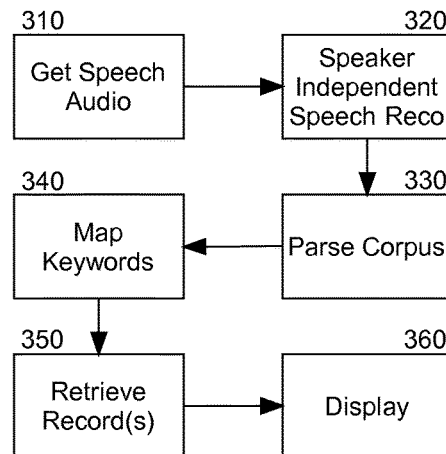 310
Get Speech
Audio
320
Speaker
Independent
Speech Reco
330
Parse Corpus
340
Map
Keywords
350
Retrieve
Record(s)
360
Display